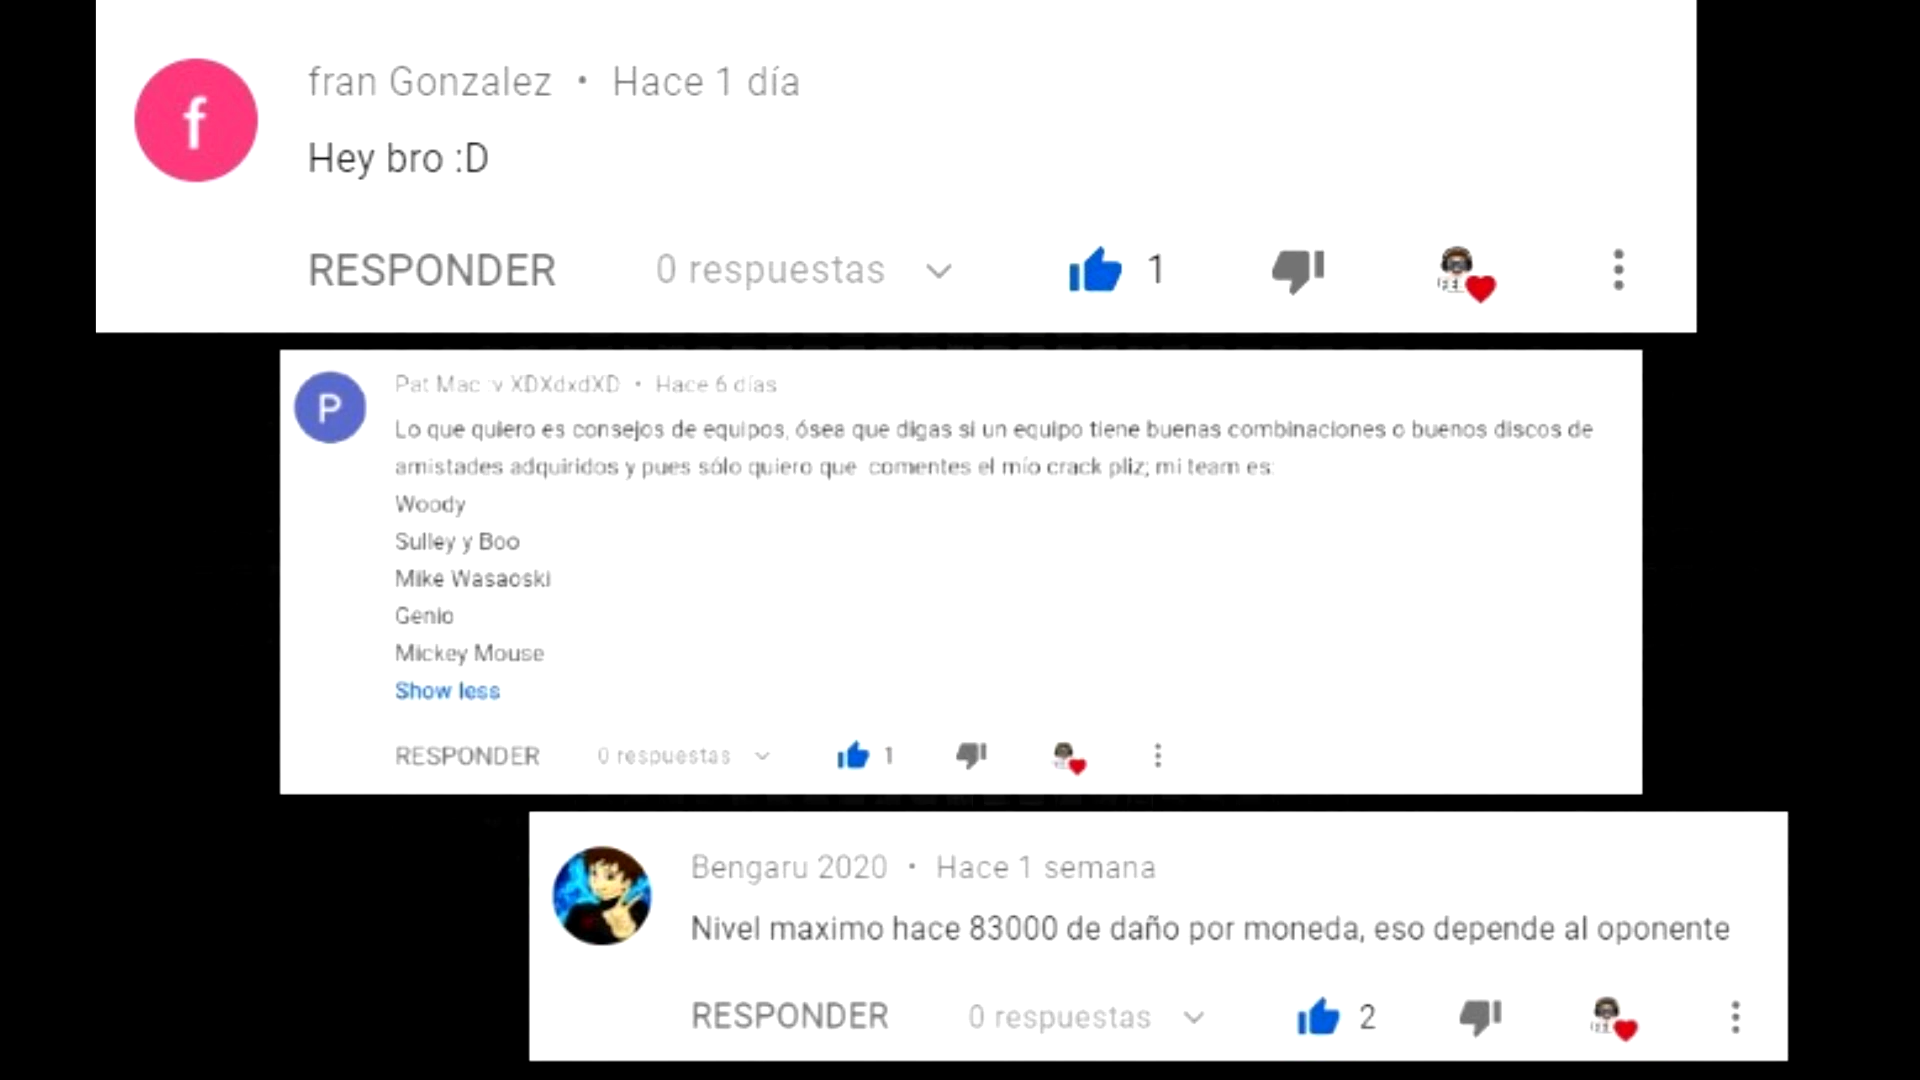 f
fran Gonzalez • Hace 1 día
Hey bro :D
RESPONDER 0 respuestas 1
P
Pat Mac :v XDXdxdXD • Hace 6 días
Lo que quiero es consejos de equipos, ósea que digas si un equipo tiene buenas combinaciones o buenos discos de
amistades adquiridos y pues sólo quiero que comentes el mío crack pliz; mi team es:
Woody
Sulley y Boo
Mike Wasaoski
Genio
Mickey Mouse
Show less
RESPONDER 0 respuestas 1
Bengaru 2020 • Hace 1 semana
Nivel maximo hace 83000 de daño por moneda, eso depende al oponente
RESPONDER 0 respuestas 2